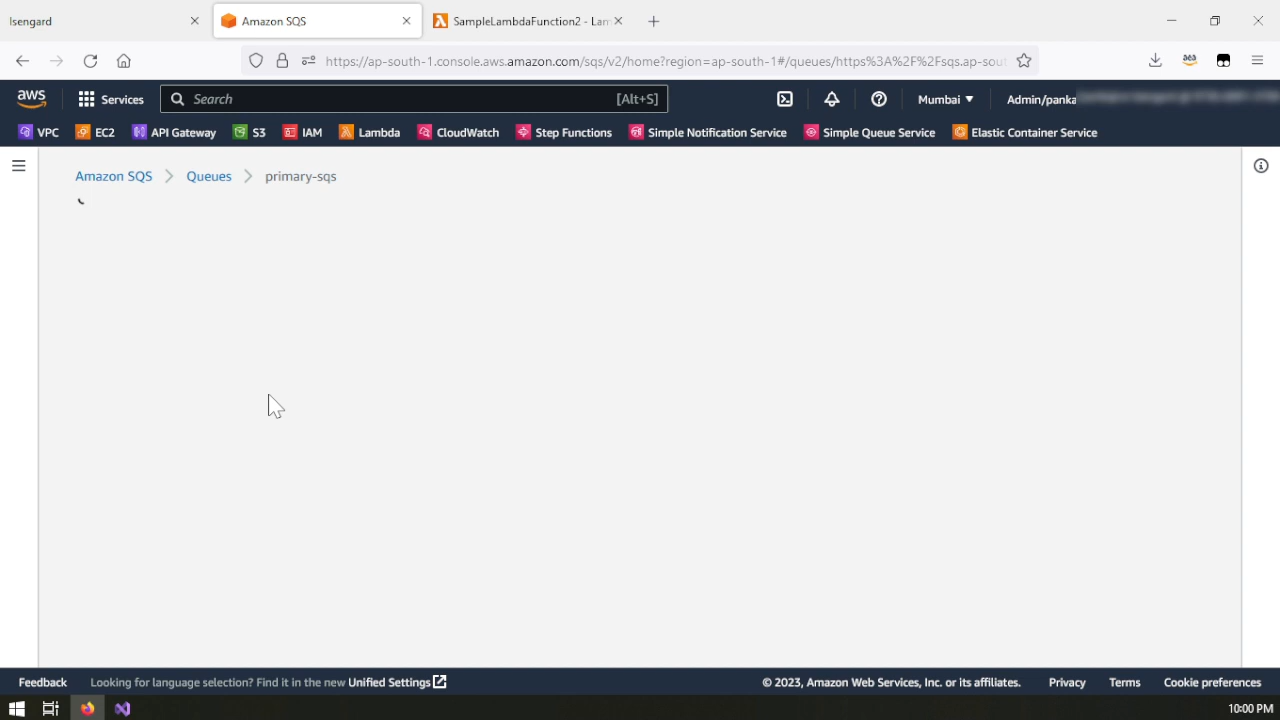 Isengard
Amazon SQS
SampleLambdaFunction2 - Lam
https://ap-south-1.console.aws.amazon.com/sqs/v2/home?region=ap-south-1#/queues/https%3A%2F%2Fsqs.ap-sou
aws
Services
Search
[Alt+S]
Mumbai
Admin/panka
VPC
EC2
API Gateway
S3
IAM
Lambda
CloudWatch
Step Functions
Simple Notification Service
Simple Queue Service
Elastic Container Service
Amazon SQS
Queues
primary-sqs
Feedback
Looking for language selection? Find it in the new Unified Settings
© 2023, Amazon Web Services, Inc. or its affiliates.
Privacy
Terms
Cookie preferences
10:00 PM